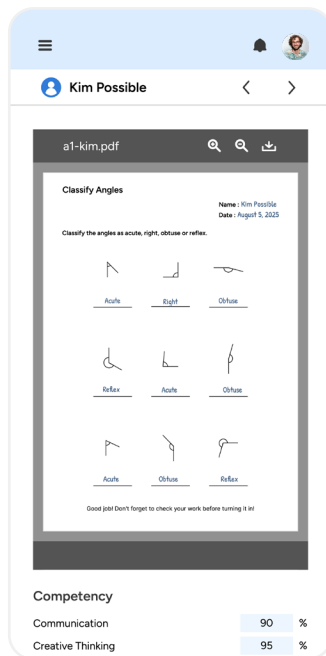 Kim Possible
a1-kim.pdf
Classify Angles
Name : Kim Possible
Date : August 5, 2025
Classify the angles as acute, right, obtuse or reflex.
Acute Right Obtuse
Reflex Acute Obtuse
Acute Obtuse Reflex
Good job! Don't forget to check your work before turning it in!
Competency
Communication 90 %
Creative Thinking 95 %